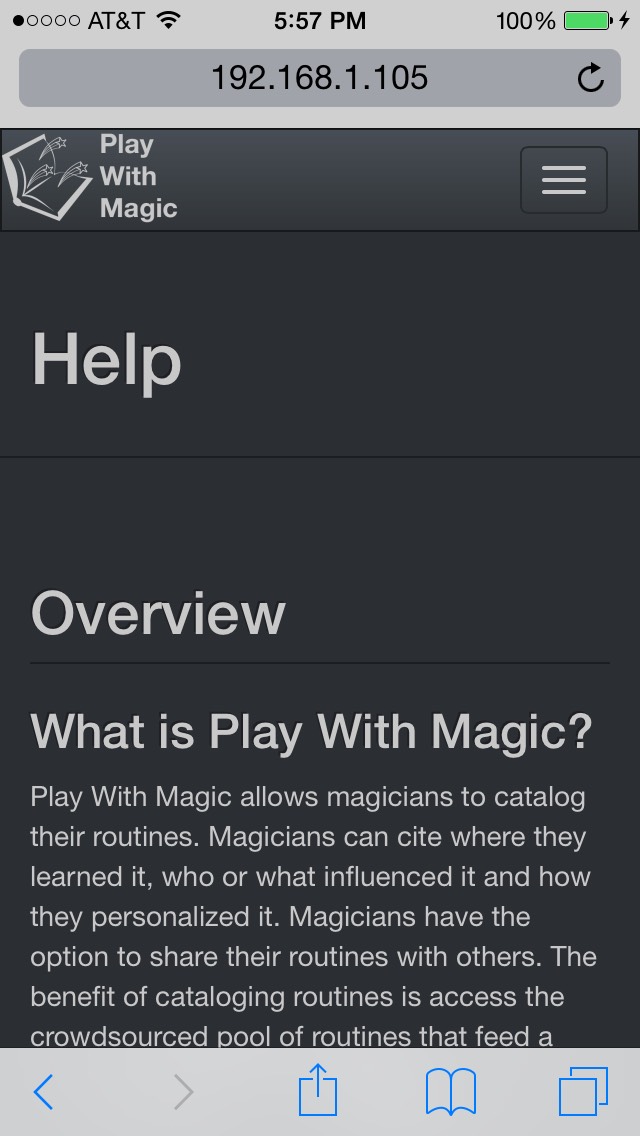 AT&T 5:57 PM 100%
192.168.1.105
Play
With
Magic
Help
Overview
What is Play With Magic?
Play With Magic allows magicians to catalog
their routines. Magicians can cite where they
learned it, who or what influenced it and how
they personalized it. Magicians have the
option to share their routines with others. The
benefit of cataloging routines is access the
crowdsourced pool of routines that feed a